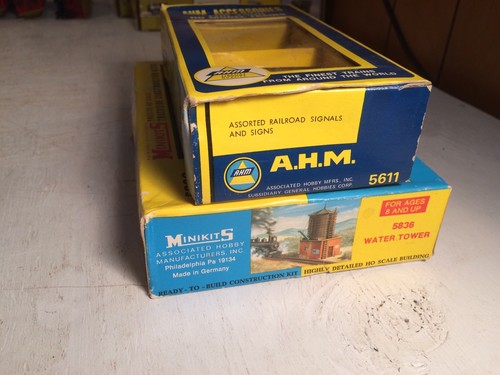 ACCESSORIES
A.H.M.
THE FINEST TRAINS
FROM AROUND THE WORLD
ASSORTED RAILROAD SIGNALS
AND SIGNS
AHM
A.H.M.
ASSOCIATED HOBBY MFRS., INC.
SUBSIDIARY GENERAL HOBBIES CORP.
5611
MINIKITS
ASSOCIATED HOBBY
MANUFACTURERS, INC.
Philadelphia Pa 19134
Made in Germany
FOR AGES
8 AND UP
5836
WATER TOWER
READY - TO - BUILD CONSTRUCTION KIT
HIGHLY DETAILED HO SCALE BUILDING